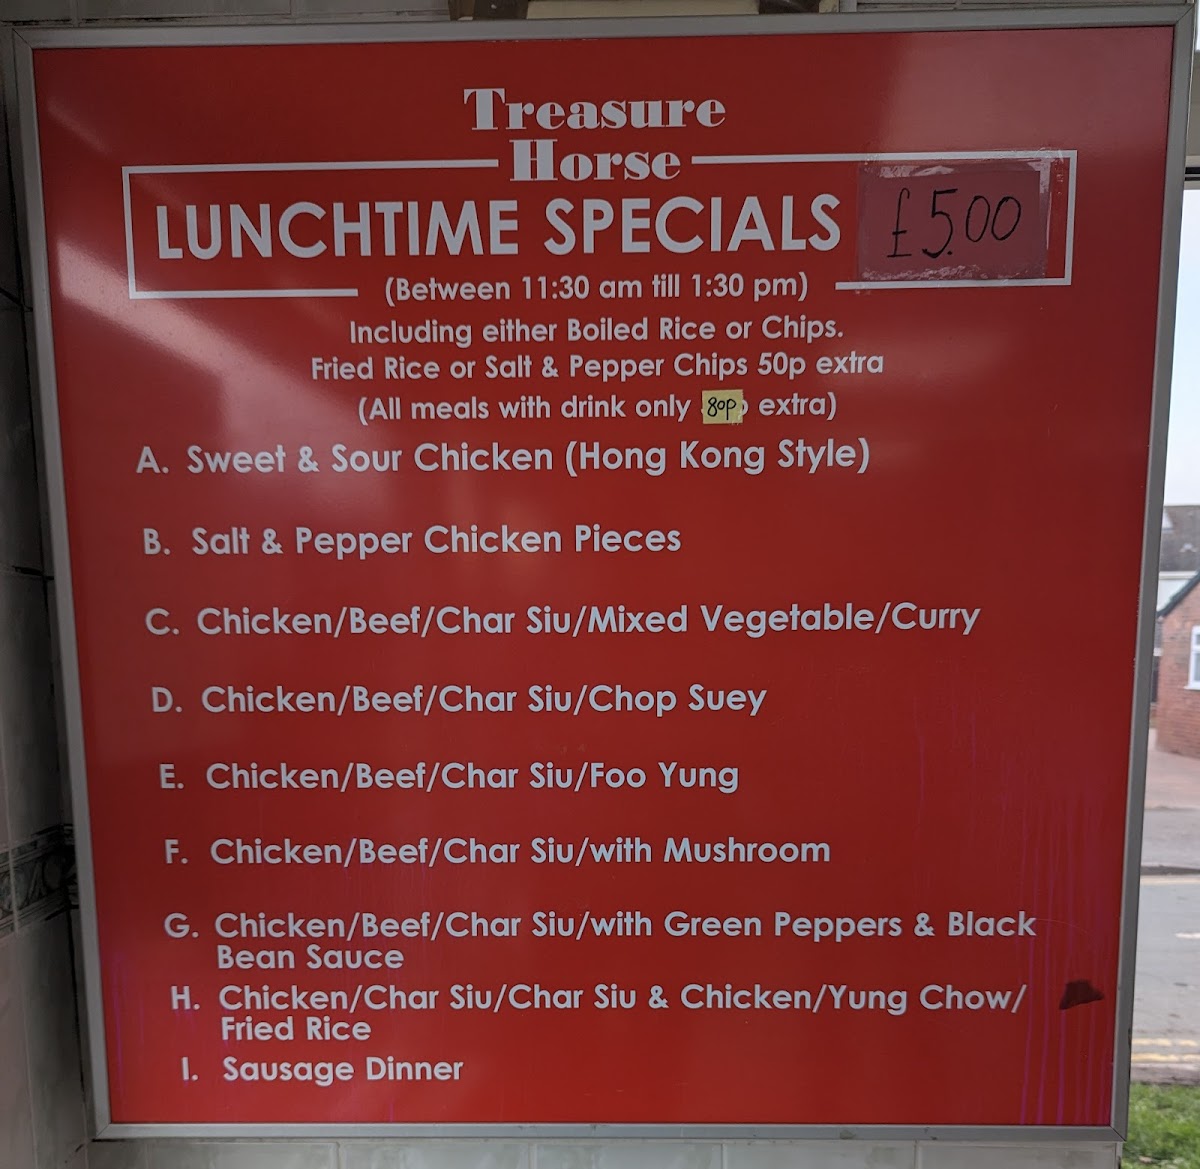 Treasure
Horse
LUNCHTIME SPECIALS £5.00
(Between 11:30 am till 1:30 pm)
Including either Boiled Rice or Chips.
Fried Rice or Salt & Pepper Chips 50p extra
(All meals with drink only 80p extra)
A. Sweet & Sour Chicken (Hong Kong Style)
B. Salt & Pepper Chicken Pieces
C. Chicken/Beef/Char Siu/Mixed Vegetable/Curry
D. Chicken/Beef/Char Siu/Chop Suey
E. Chicken/Beef/Char Siu/Foo Yung
F. Chicken/Beef/Char Siu/with Mushroom
G. Chicken/Beef/Char Siu/with Green Peppers & Black
Bean Sauce
H. Chicken/Char Siu/Char Siu & Chicken/Yung Chow/
Fried Rice
I. Sausage Dinner